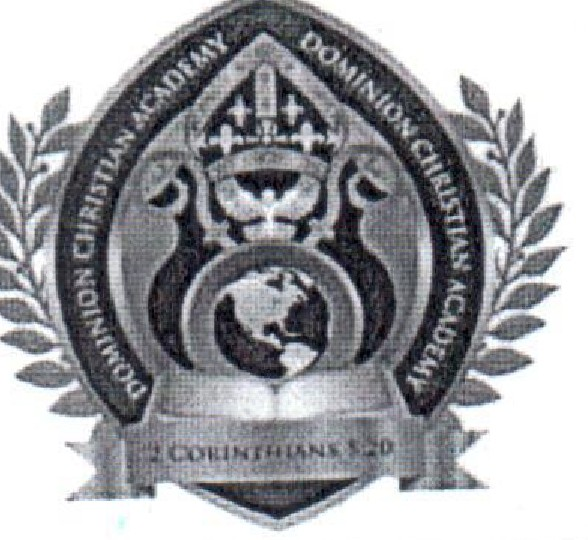 DOMINION CHRISTIAN ACADEMY
DOMINION CHRISTIAN ACADEMY
2 CORINTHIANS 5:20